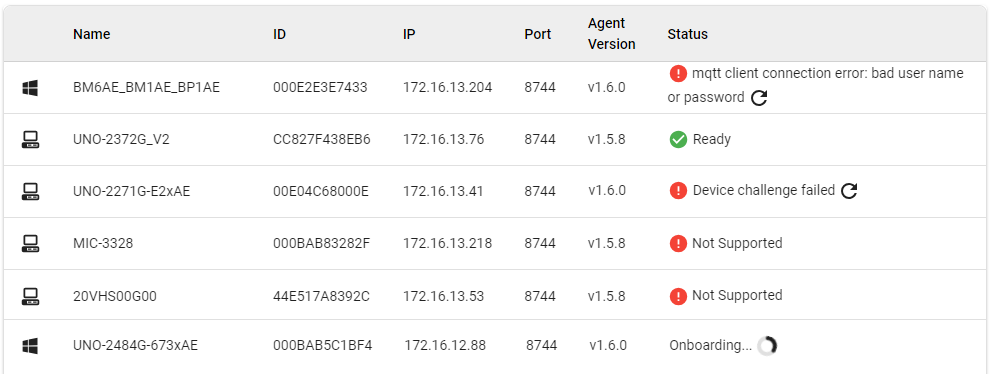 Name ID IP Port Agent Version Status
BM6AE_BM1AE_BP1AE 000E2E3E7433 172.16.13.204 8744 v1.6.0 mqtt client connection error: bad user name
or password
UNO-2372G_V2 CC827F438EB6 172.16.13.76 8744 v1.5.8 Ready
UNO-2271G-E2xAE 00E04C68000E 172.16.13.41 8744 v1.6.0 Device challenge failed
MIC-3328 000BAB83282F 172.16.13.218 8744 v1.5.8 Not Supported
20VHS00G00 44E517A8392C 172.16.13.53 8744 v1.5.8 Not Supported
UNO-2484G-673xAE 000BAB5C1BF4 172.16.12.88 8744 v1.6.0 Onboarding...